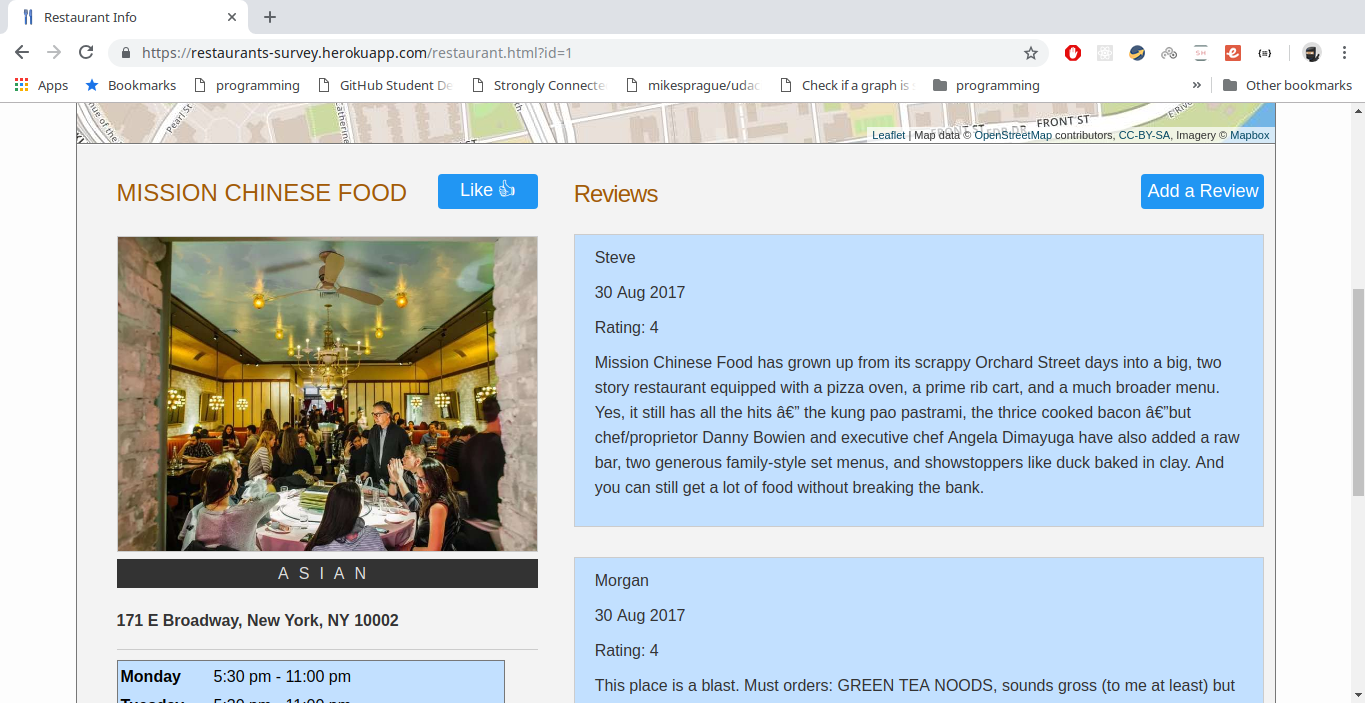 Restaurant Info
https://restaurants-survey.herokuapp.com/restaurant.html?id=1
Apps
Bookmarks
programming
GitHub Student De
Strongly Connecte
mikesprague/udac
Check if a graph is
programming
»
Other bookmarks
Pearl St
Catherine
FRONT ST
E Rive
Leaflet | Map data © OpenStreetMap contributors, CC-BY-SA, Imagery © Mapbox
MISSION CHINESE FOOD
Like 👍
Reviews
Add a Review
Steve
30 Aug 2017
Rating: 4
Mission Chinese Food has grown up from its scrappy Orchard Street days into a big, two
story restaurant equipped with a pizza oven, a prime rib cart, and a much broader menu.
Yes, it still has all the hits â€” the kung pao pastrami, the thrice cooked bacon â€”but
chef/proprietor Danny Bowien and executive chef Angela Dimayuga have also added a raw
bar, two generous family-style set menus, and showstoppers like duck baked in clay. And
you can still get a lot of food without breaking the bank.
ASIAN
171 E Broadway, New York, NY 10002
Monday 5:30 pm - 11:00 pm
Tuesday 5:30 pm - 11:00 pm
Morgan
30 Aug 2017
Rating: 4
This place is a blast. Must orders: GREEN TEA NOODS, sounds gross (to me at least) but